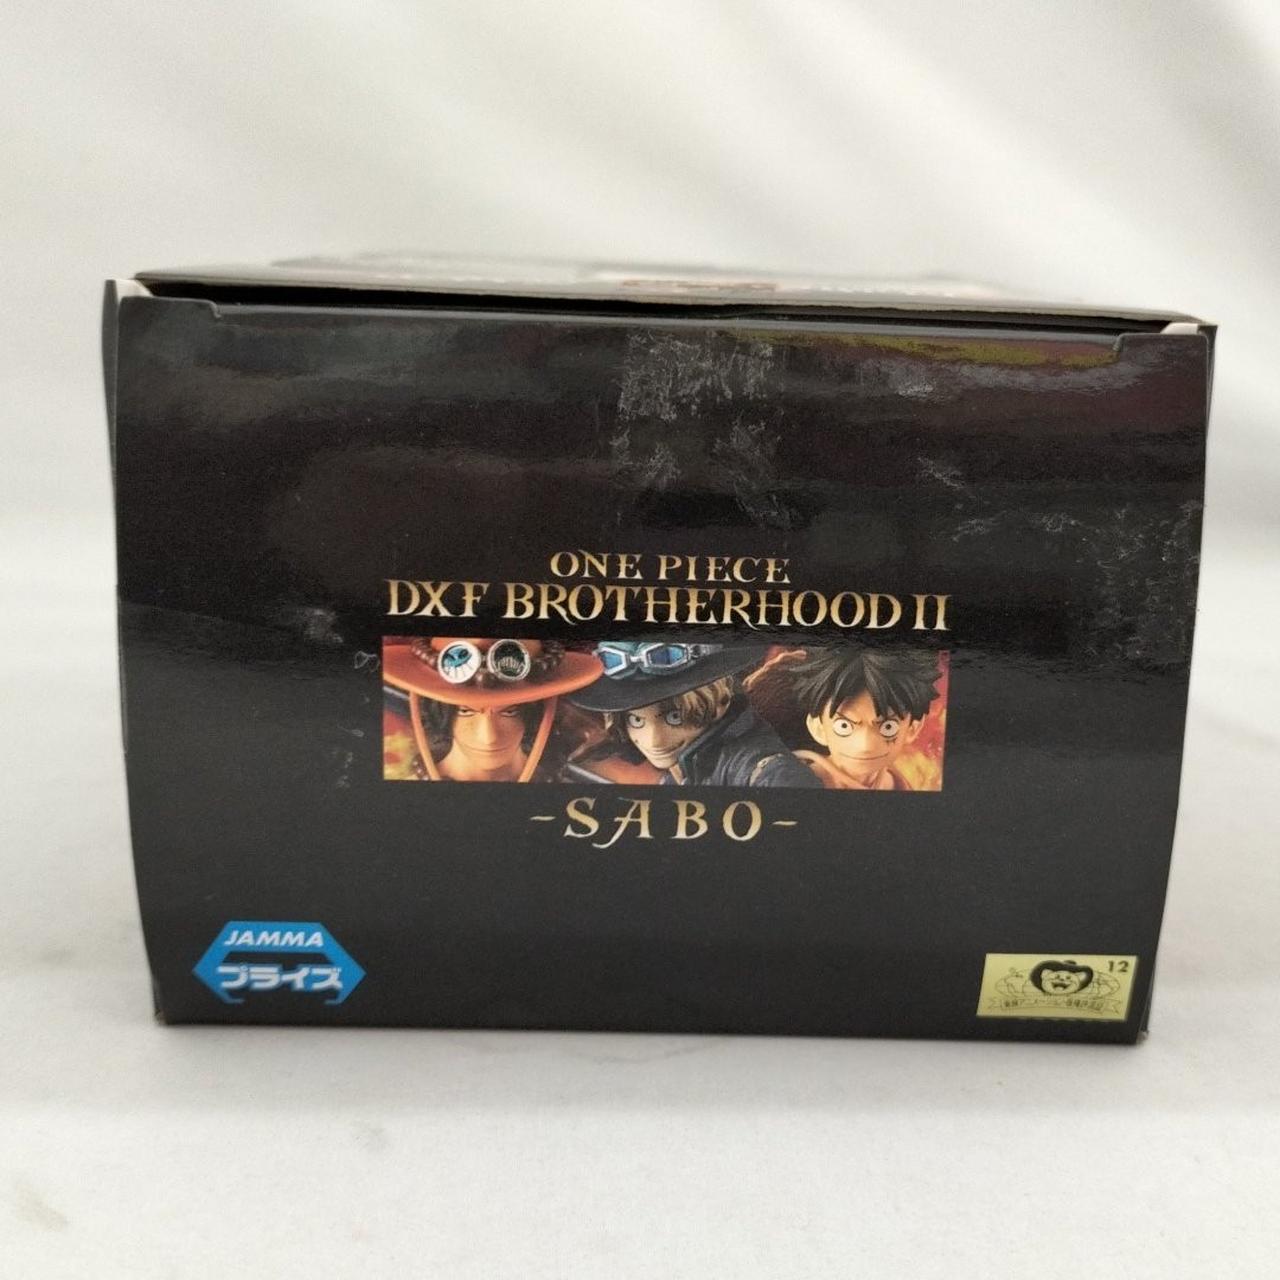 ONE PIECE
DXF BROTHERHOOD II
-SABO-
JAMMA
プライズ
12